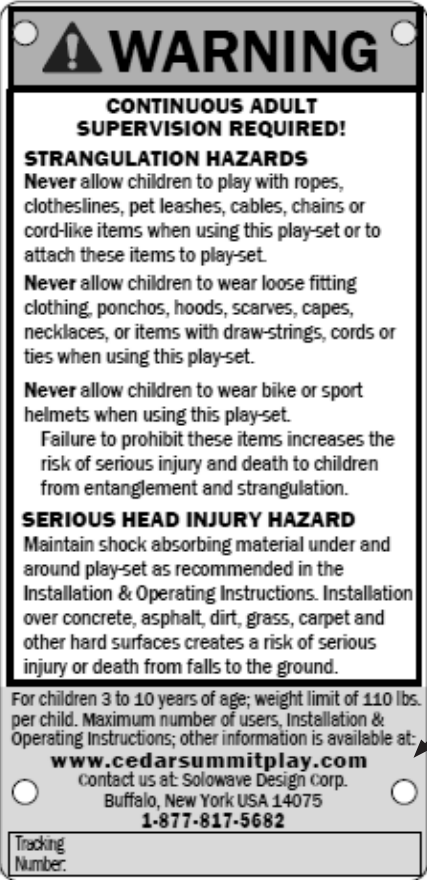 WARNING
CONTINUOUS ADULT
SUPERVISION REQUIRED!
STRANGULATION HAZARDS
Never allow children to play with ropes,
clotheslines, pet leashes, cables, chains or
cord-like items when using this play-set or to
attach these items to play-set.
Never allow children to wear loose fitting
clothing, ponchos, hoods, scarves, capes,
necklaces, or items with draw-strings, cords or
ties when using this play-set.
Never allow children to wear bike or sport
helmets when using this play-set.
Failure to prohibit these items increases the
risk of serious injury and death to children
from entanglement and strangulation.
SERIOUS HEAD INJURY HAZARD
Maintain shock absorbing material under and
around play-set as recommended in the
Installation & Operating Instructions. Installation
over concrete, asphalt, dirt, grass, carpet and
other hard surfaces creates a risk of serious
injury or death from falls to the ground.
For children 3 to 10 years of age; weight limit of 110 lbs.
per child. Maximum number of users, Installation &
Operating Instructions; other information is available at:
www.cedarsummitplay.com
Contact us at: Solowave Design Corp.
Buffalo, New York USA 14075
1-877-817-5682
Tracking
Number: